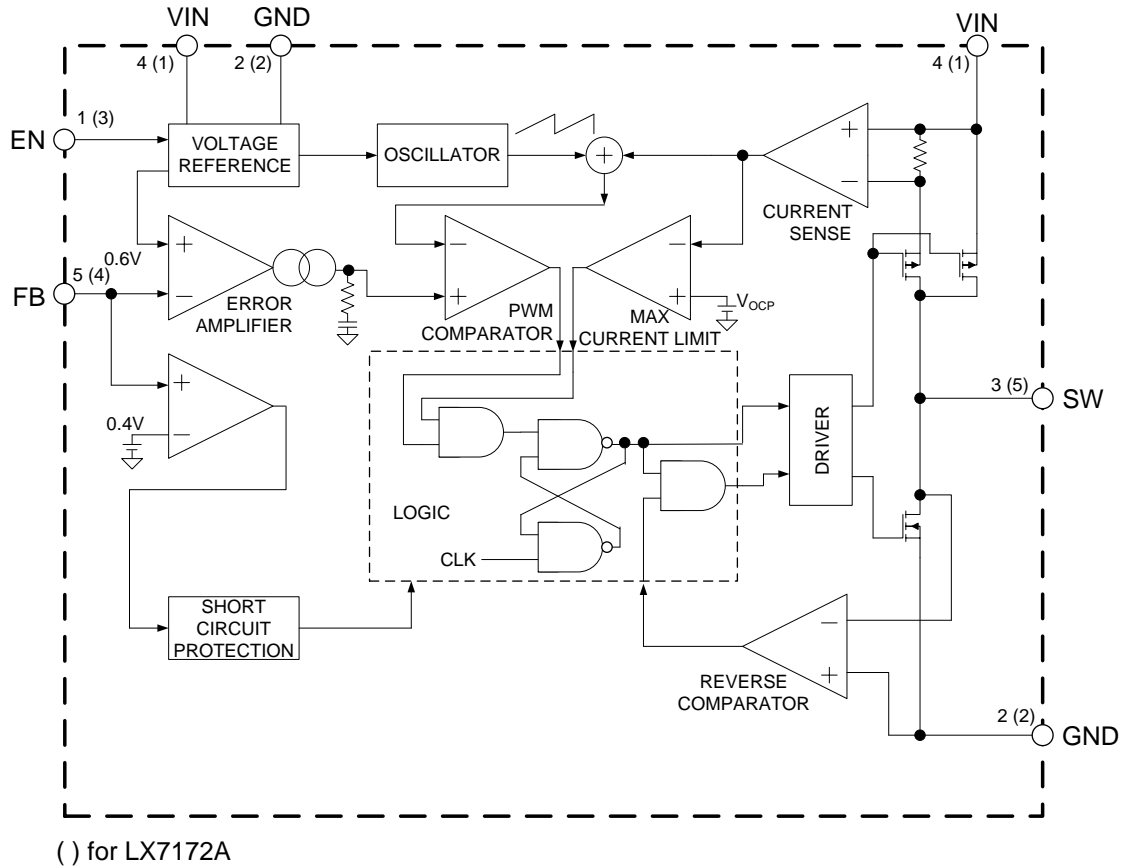 VIN
GND
VIN
4 (1)
2 (2)
4 (1)
1 (3)
EN
VOLTAGE
REFERENCE
OSCILLATOR
+
+
−
CURRENT
SENSE
0.6V
+
−
ERROR
AMPLIFIER
5 (4)
FB
−
+
PWM
COMPARATOR
−
+
VOCP
MAX
CURRENT LIMIT
+
−
0.4V
LOGIC
CLK
DRIVER
3 (5)
SW
SHORT
CIRCUIT
PROTECTION
−
+
REVERSE
COMPARATOR
2 (2)
GND
( ) for LX7172A